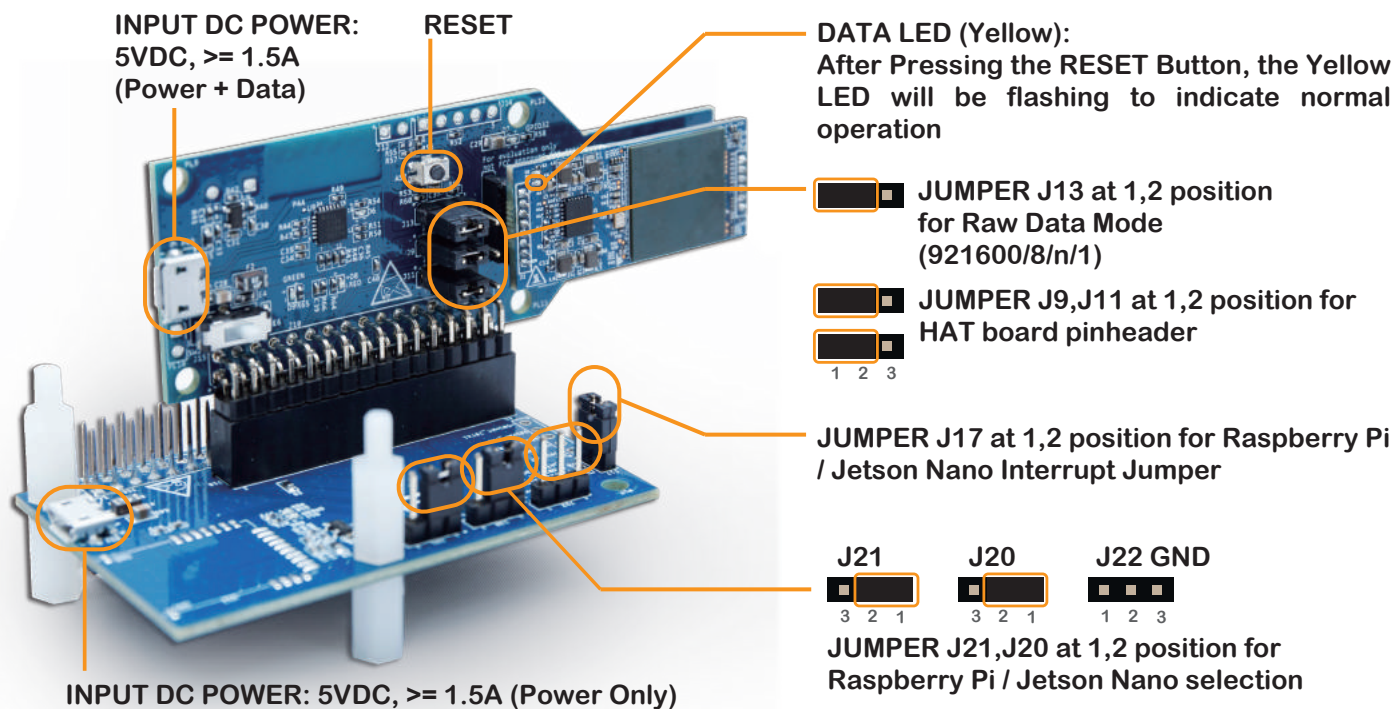 INPUT DC POWER:
5VDC, >= 1.5A
(Power + Data)
RESET
DATA LED (Yellow):
After Pressing the RESET Button, the Yellow
LED will be flashing to indicate normal
operation
JUMPER J13 at 1,2 position
for Raw Data Mode
(921600/8/n/1)
JUMPER J9,J11 at 1,2 position for
HAT board pinheader
1 2 3
JUMPER J17 at 1,2 position for Raspberry Pi
/ Jetson Nano Interrupt Jumper
J21 J20 J22 GND
3 2 1 3 2 1 1 2 3
JUMPER J21,J20 at 1,2 position for
Raspberry Pi / Jetson Nano selection
INPUT DC POWER: 5VDC, >= 1.5A (Power Only)
For evaluation only
GREEN
RED